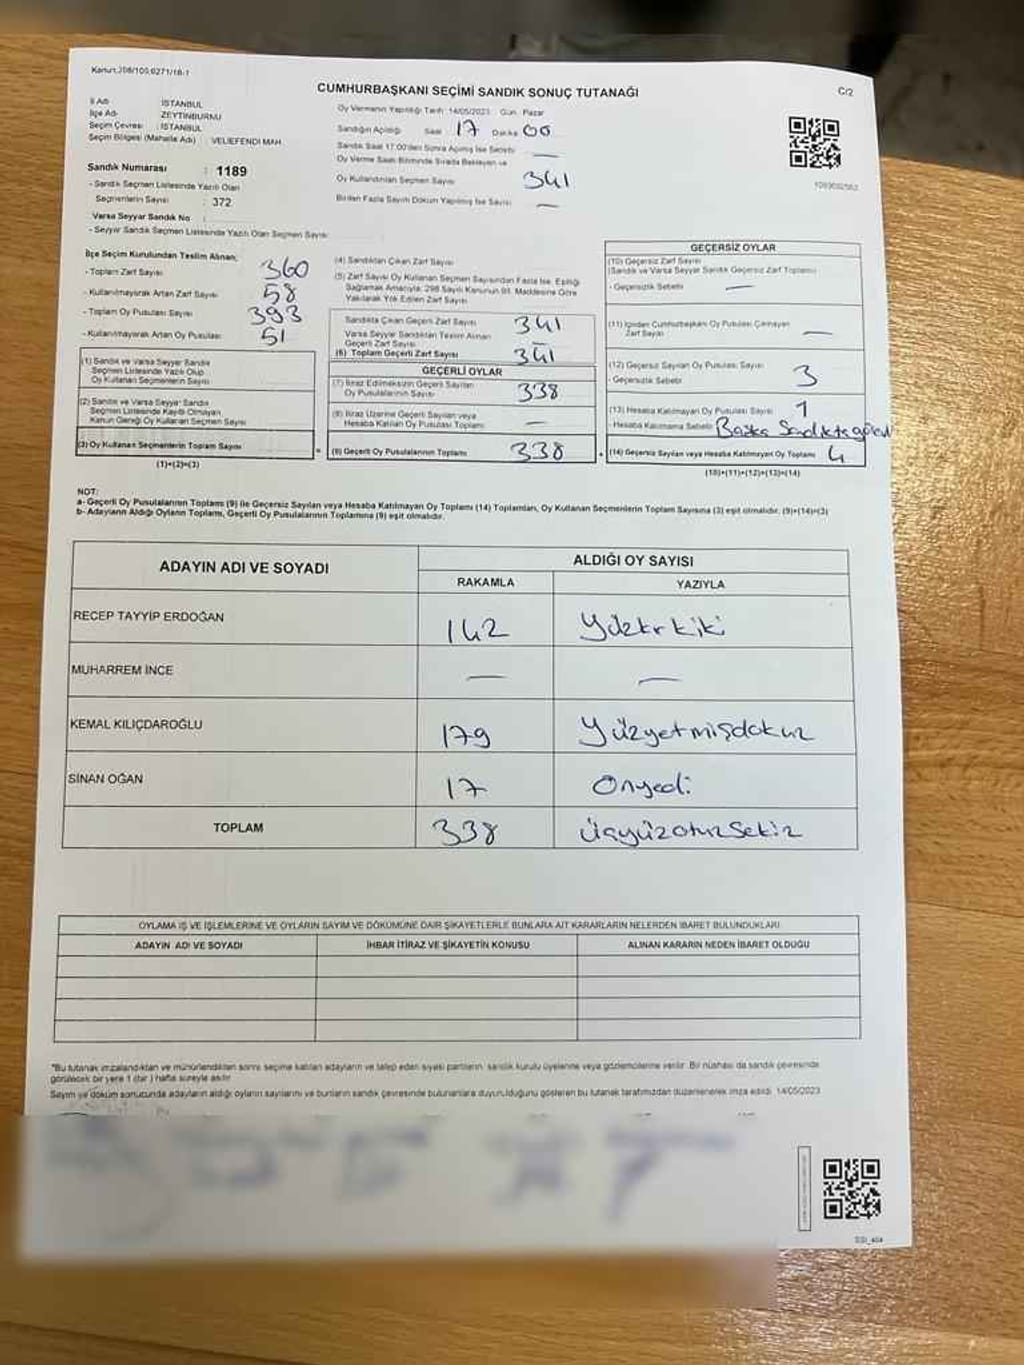 CUMHURBAŞKANI SEÇİMİ SANDIK SONUÇ TUTANAĞI
C/2
İl Adı : İSTANBUL
İlçe Adı : ZEYTİNBURNU
Seçim Çevresi : İSTANBUL
Seçim Bölgesi (Mahalle Adı) : VELİEFENDİ MAH.
Sandık Numarası : 1189
- Sandık Seçmen Listesinde Yazılı Olan
Seçmenlerin Sayısı : 372
Varsa Seyyar Sandık No :
- Seyyar Sandık Seçmen Listesinde Yazılı Olan Seçmen Sayısı:
Oy Vermenin Yapıldığı Tarih: 14/05/2023 Gün: Pazar
Sandığın Açıldığı Saat 17 Dakika 00
Sandık Saat 17.00'den Sonra Açılmış İse Sebebi —
Oy Verme Saati Bitiminde Sırada Bekleyen ve
Oy Kullandırılan Seçmen Sayısı 341
Birden Fazla Sayım Döküm Yapılmış İse Sayısı —
İlçe Seçim Kurulundan Teslim Alınan;
- Toplam Zarf Sayısı 360
- Kullanılmayarak Artan Zarf Sayısı 58
- Toplam Oy Pusulası Sayısı 393
- Kullanılmayarak Artan Oy Pusulası 51
(1) Sandık ve Varsa Seyyar Sandık
Seçmen Listesinde Yazılı Olup
Oy Kullanan Seçmenlerin Sayısı
(2) Sandık ve Varsa Seyyar Sandık
Seçmen Listesinde Kaydı Olmayan,
Kanun Gereği Oy Kullanan Seçmen Sayısı
(3) Oy Kullanan Seçmenlerin Toplam Sayısı
(1)+(2)=(3)
(4) Sandıktan Çıkan Zarf Sayısı
(5) Zarf Sayısı Oy Kullanan Seçmen Sayısından Fazla İse, Eşitliği
Sağlamak Amacıyla; 298 Sayılı Kanunun 98. Maddesine Göre
Yakılarak Yok Edilen Zarf Sayısı
Sandıkta Çıkan Geçerli Zarf Sayısı 341
Varsa Seyyar Sandıktan Teslim Alınan
Geçerli Zarf Sayısı —
(6) Toplam Geçerli Zarf Sayısı 341
GEÇERLİ OYLAR
(7) İtiraz Edilmeksizin Geçerli Sayılan
Oy Pusulalarının Sayısı 338
(8) İtiraz Üzerine Geçerli Sayılan veya
Hesaba Katılan Oy Pusulası Toplamı —
(9) Geçerli Oy Pusulalarının Toplamı 338
GEÇERSİZ OYLAR
(10) Geçersiz Zarf Sayısı
(Sandık ve Varsa Seyyar Sandık Geçersiz Zarf Toplamı)
- Geçersizlik Sebebi —
(11) İçinden Cumhurbaşkanı Oy Pusulası Çıkmayan
Zarf Sayısı —
(12) Geçersiz Sayılan Oy Pusulası Sayısı 3
- Geçersizlik Sebebi
(13) Hesaba Katılmayan Oy Pusulası Sayısı 1
- Hesaba Katılmama Sebebi Başka Sandıkta
(14) Geçersiz Sayılan veya Hesaba Katılmayan Oy Toplamı 4
(10)+(11)+(12)+(13)=(14)
NOT:
a- Geçerli Oy Pusulalarının Toplamı (9) ile Geçersiz Sayılan veya Hesaba Katılmayan Oy Toplamı (14) Toplamları, Oy Kullanan Seçmenlerin Toplam Sayısına (3) eşit olmalıdır. (9)+(14)=(3)
b- Adayların Aldığı Oyların Toplamı, Geçerli Oy Pusulalarının Toplamına (9) eşit olmalıdır.
ADAYIN ADI VE SOYADI
ALDIĞI OY SAYISI
RAKAMLA YAZIYLA
RECEP TAYYİP ERDOĞAN 142 Yüzkırkiki
MUHARREM İNCE — —
KEMAL KILIÇDAROĞLU 179 Yüzyetmişdokuz
SİNAN OĞAN 17 Onyedi
TOPLAM 338 üçyüzotuzsekiz
OYLAMA İŞ VE İŞLEMLERİNE VE OYLARIN SAYIM VE DÖKÜMÜNE DAİR ŞİKAYETLERLE BUNLARA AİT KARARLARIN NELERDEN İBARET BULUNDUKLARI
ADAYIN ADI VE SOYADI İHBAR İTİRAZ VE ŞİKAYETİN KONUSU ALINAN KARARIN NEDEN İBARET OLDUĞU
*Bu tutanak imzalandıktan ve mühürlendikten sonra seçime katılan adayların ve talep eden siyasi partilerin, sandık kurulu üyelerine veya gözlemcilerine verilir. Bir nüshası da sandık çevresinde
görülecek bir yere 1 (bir) hafta süreyle asılır.
Sayım ve döküm sonucunda adayların aldığı oyların sayılarını ve bunların sandık çevresinde bulunanlara duyurulduğunu gösteren bu tutanak tarafımızdan düzenlenerek imza edildi. 14/05/2023